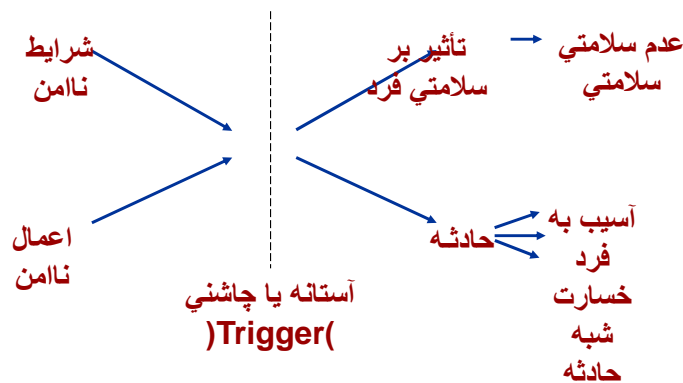 شرايط
ناامن
تأثير بر
سلامتي فرد
عدم سلامتي
سلامتي
اعمال
ناامن
آستانه يا چاشني
)Trigger(
حادثه
آسيب به
فرد
خسارت
شبه
حادثه